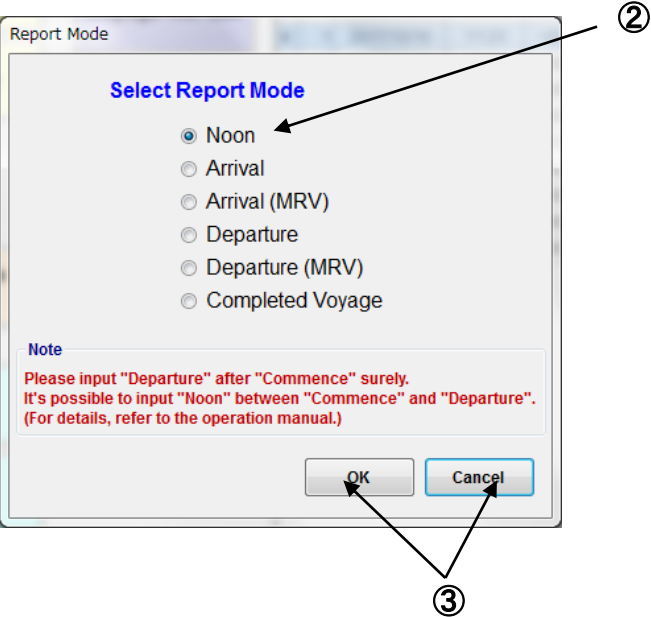 ②
Report Mode
Select Report Mode
Noon
Arrival
Arrival (MRV)
Departure
Departure (MRV)
Completed Voyage
Note
Please input "Departure" after "Commence" surely.
It's possible to input "Noon" between "Commence" and "Departure".
(For details, refer to the operation manual.)
OK
Cancel
③